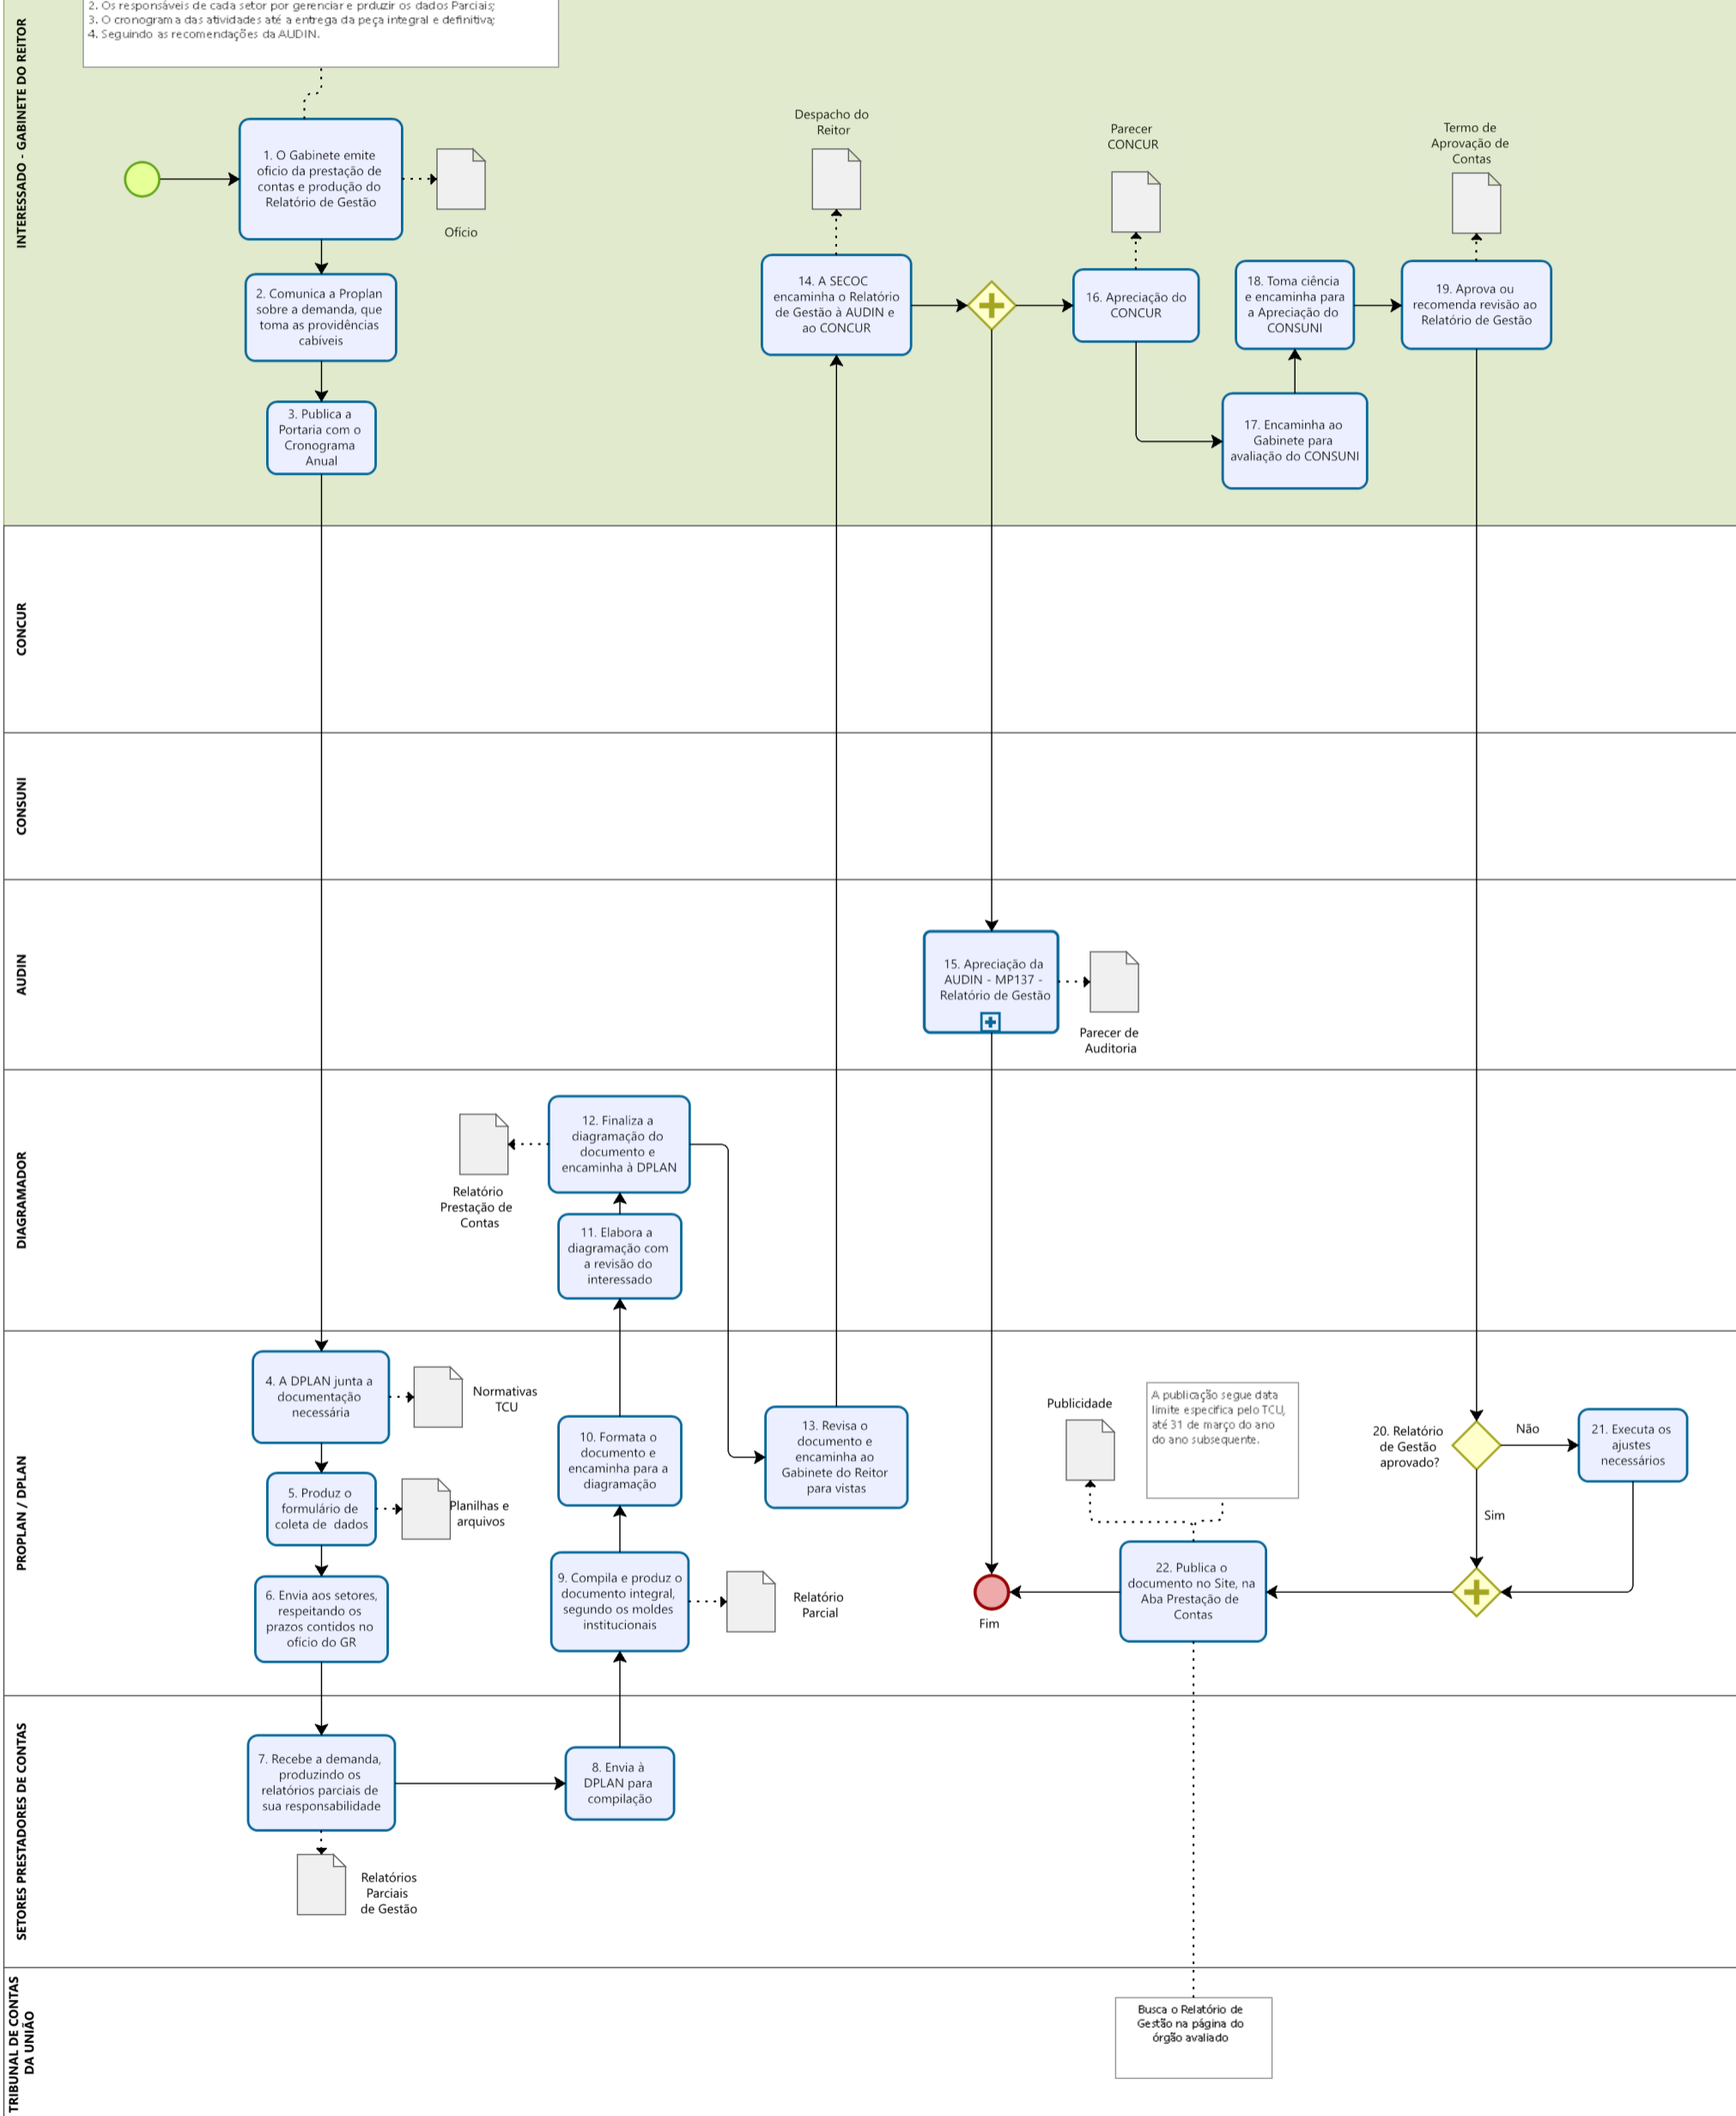 2. Os responsáveis de cada setor por gerenciar e prduzir os dados Parciais;
3. O cronograma das atividades até a entrega da peça integral e definitiva;
4. Seguindo as recomendações da AUDIN.
INTERESSADO - GABINETE DO REITOR
1. O Gabinete emite
oficio da prestação de
contas e produção do
Relatório de Gestão
Ofício
2. Comunica a Proplan
sobre a demanda, que
toma as providências
cabíveis
3. Publica a
Portaria com o
Cronograma
Anual
Despacho do
Reitor
14. A SECOC
encaminha o Relatório
de Gestão à AUDIN e
ao CONCUR
Parecer
CONCUR
16. Apreciação do
CONCUR
17. Encaminha ao
Gabinete para
avaliação do CONSUNI
18. Toma ciência
e encaminha para
a Apreciação do
CONSUNI
Termo de
Aprovação de
Contas
19. Aprova ou
recomenda revisão ao
Relatório de Gestão
CONCUR
CONSUNI
AUDIN
15. Apreciação da
AUDIN - MP137 -
Relatório de Gestão
Parecer de
Auditoria
DIAGRAMADOR
12. Finaliza a
diagramação do
documento e
encaminha à DPLAN
Relatório
Prestação de
Contas
11. Elabora a
diagramação com
a revisão do
interessado
PROPLAN / DPLAN
4. A DPLAN junta a
documentação
necessária
Normativas
TCU
5. Produz o
formulário de
coleta de dados
Planilhas e
arquivos
6. Envia aos setores,
respeitando os
prazos contidos no
ofício do GR
10. Formata o
documento e
encaminha para a
diagramação
9. Compila e produz o
documento integral,
segundo os moldes
institucionais
Relatório
Parcial
13. Revisa o
documento e
encaminha ao
Gabinete do Reitor
para vistas
Fim
Publicidade
A publicação segue data
limite especifica pelo TCU,
até 31 de março do ano
do ano subsequente.
22. Publica o
documento no Site, na
Aba Prestação de
Contas
20. Relatório
de Gestão
aprovado?
Não
Sim
21. Executa os
ajustes
necessários
SETORES PRESTADORES DE CONTAS
7. Recebe a demanda,
produzindo os
relatórios parciais de
sua responsabilidade
Relatórios
Parciais
de Gestão
8. Envia à
DPLAN para
compilação
TRIBUNAL DE CONTAS
DA UNIÃO
Busca o Relatório de
Gestão na página do
órgão avaliado